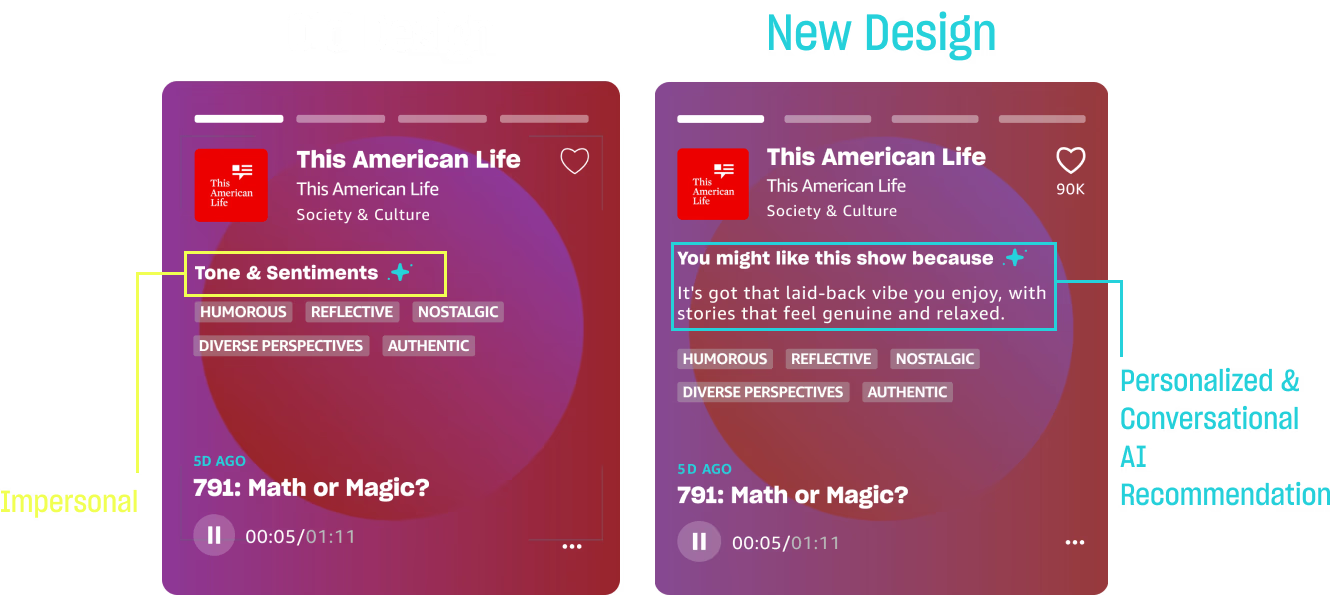 New Design
This
American
Life
This American Life
This American Life
Society & Culture
Tone & Sentiments
HUMOROUS REFLECTIVE NOSTALGIC
DIVERSE PERSPECTIVES AUTHENTIC
5D AGO
791: Math or Magic?
00:05/01:11
Impersonal
This
American
Life
This American Life
This American Life
Society & Culture
90K
You might like this show because
It's got that laid-back vibe you enjoy, with
stories that feel genuine and relaxed.
HUMOROUS REFLECTIVE NOSTALGIC
DIVERSE PERSPECTIVES AUTHENTIC
5D AGO
791: Math or Magic?
00:05/01:11
Personalized &
Conversational
AI
Recommendation